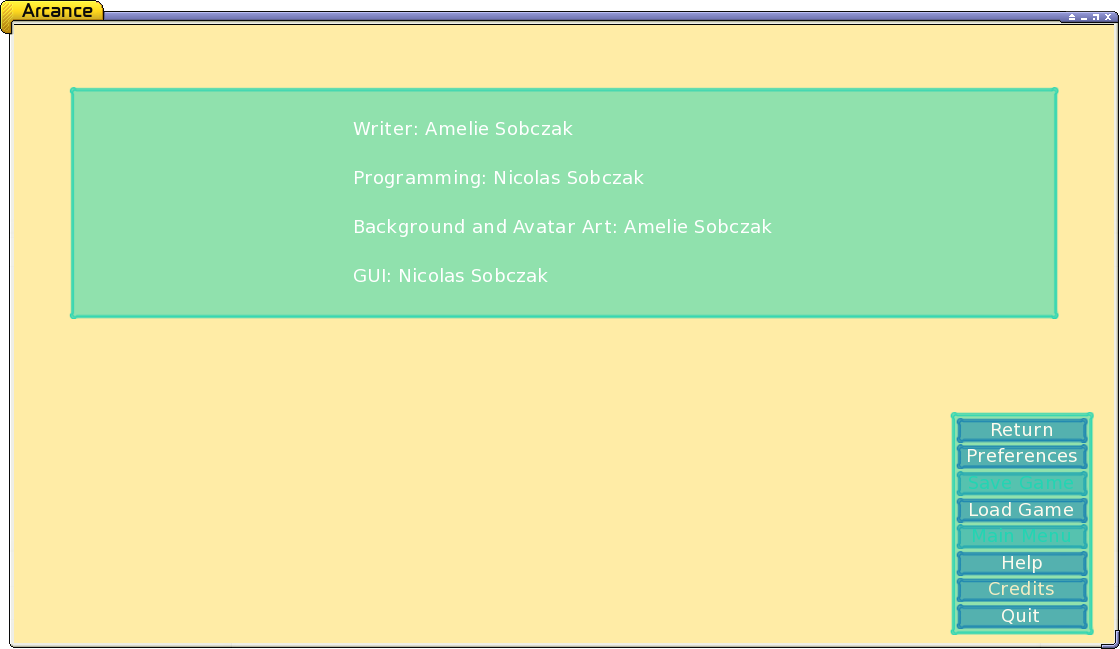 Arcance
Writer: Amelie Sobczak
Programming: Nicolas Sobczak
Background and Avatar Art: Amelie Sobczak
GUI: Nicolas Sobczak
Return
Preferences
Save Game
Load Game
Main Menu
Help
Credits
Quit